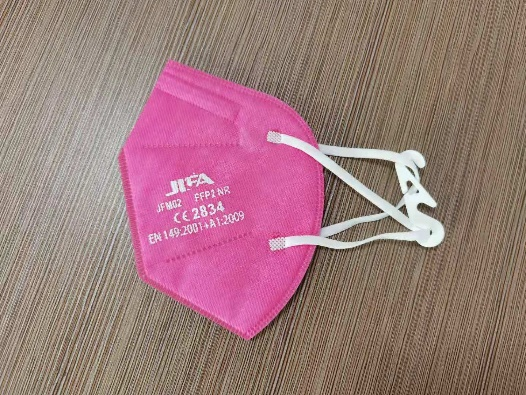 JIFA
JFM02 FFP2 NR
CE 2834
EN 149:2001+A1:2009